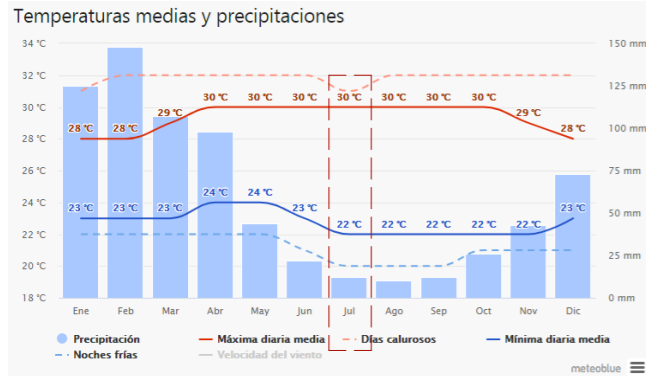 Temperaturas medias y precipitaciones
34 °C 150 mm
32 °C 125 mm
30 °C 100 mm
28 °C 75 mm
26 °C
24 °C 50 mm
22 °C
20 °C 25 mm
18 °C 0 mm
28 °C 28 °C 29 °C 30 °C 30 °C 30 °C 30 °C 30 °C 30 °C 30 °C 29 °C 28 °C
23 °C 23 °C 23 °C 24 °C 24 °C 23 °C 22 °C 22 °C 22 °C 22 °C 22 °C 23 °C
Ene Feb Mar Abr May Jun Jul Ago Sep Oct Nov Dic
Precipitación Máxima diaria media Días calurosos Mínima diaria media
Noches frías Velocidad del viento
meteoblue